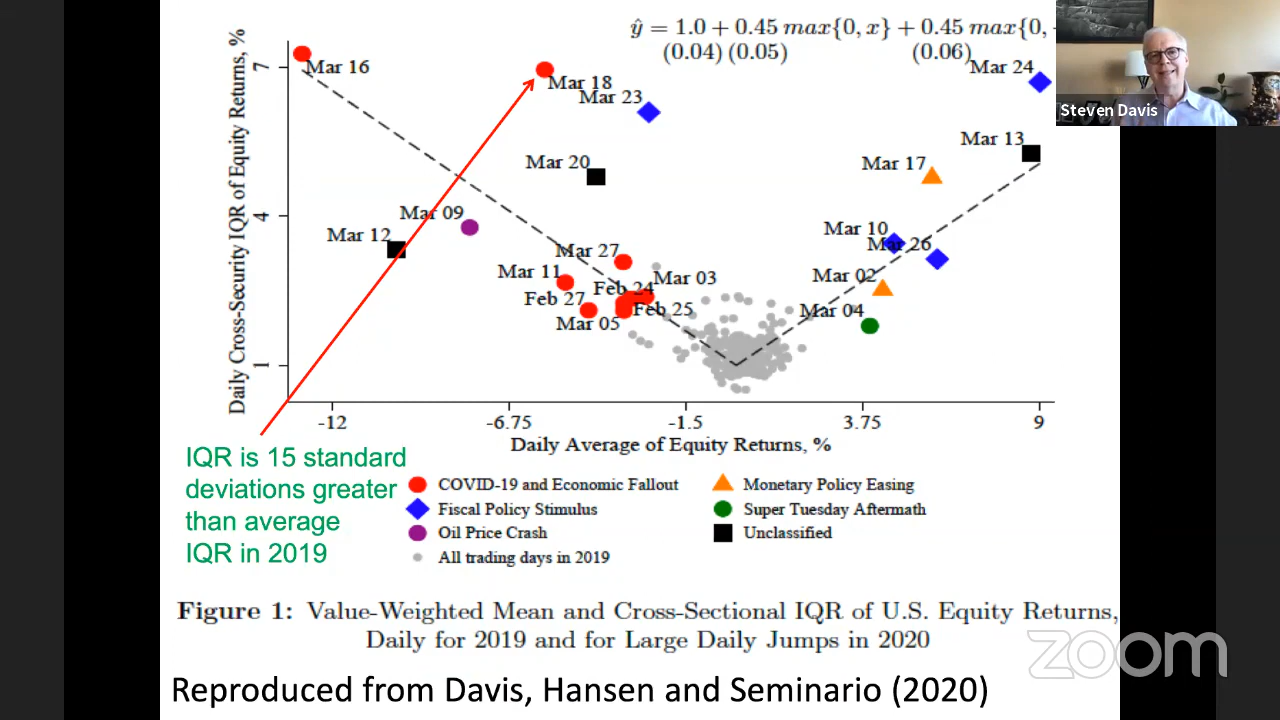 ŷ = 1.0 + 0.45 max{0, x} + 0.45 max{0, -
(0.04) (0.05) (0.06)
Daily Cross-Security IQR of Equity Returns, %
7
4
1
Mar 16
Mar 18
Mar 23
Mar 24
Mar 20
Mar 13
Mar 17
Mar 09
Mar 12
Mar 10
Mar 26
Mar 27
Mar 11
Mar 03
Feb 24
Mar 02
Feb 27
Feb 25
Mar 04
Mar 05
-12
-6.75
-1.5
3.75
9
Daily Average of Equity Returns, %
IQR is 15 standard
deviations greater
than average
IQR in 2019
COVID-19 and Economic Fallout
Fiscal Policy Stimulus
Oil Price Crash
All trading days in 2019
Monetary Policy Easing
Super Tuesday Aftermath
Unclassified
Figure 1: Value-Weighted Mean and Cross-Sectional IQR of U.S. Equity Returns,
Daily for 2019 and for Large Daily Jumps in 2020
Reproduced from Davis, Hansen and Seminario (2020)
Steven Davis
zoom